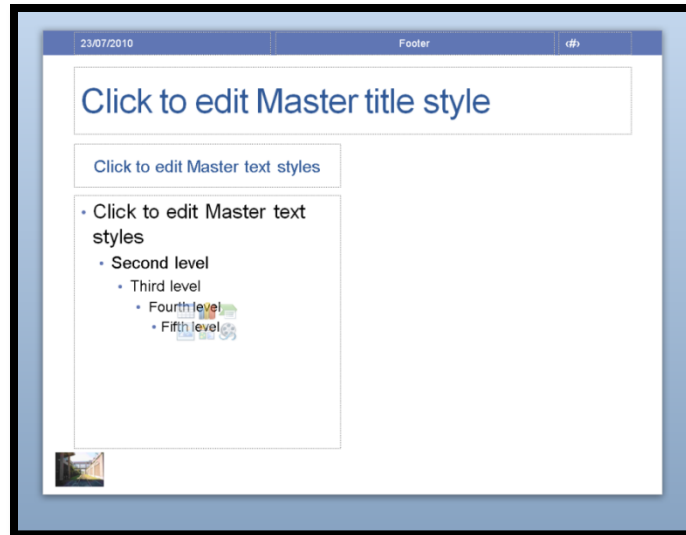 23/07/2010 Footer ‹#›
Click to edit Master title style
Click to edit Master text styles
• Click to edit Master text
styles
• Second level
• Third level
• Fourth level
• Fifth level